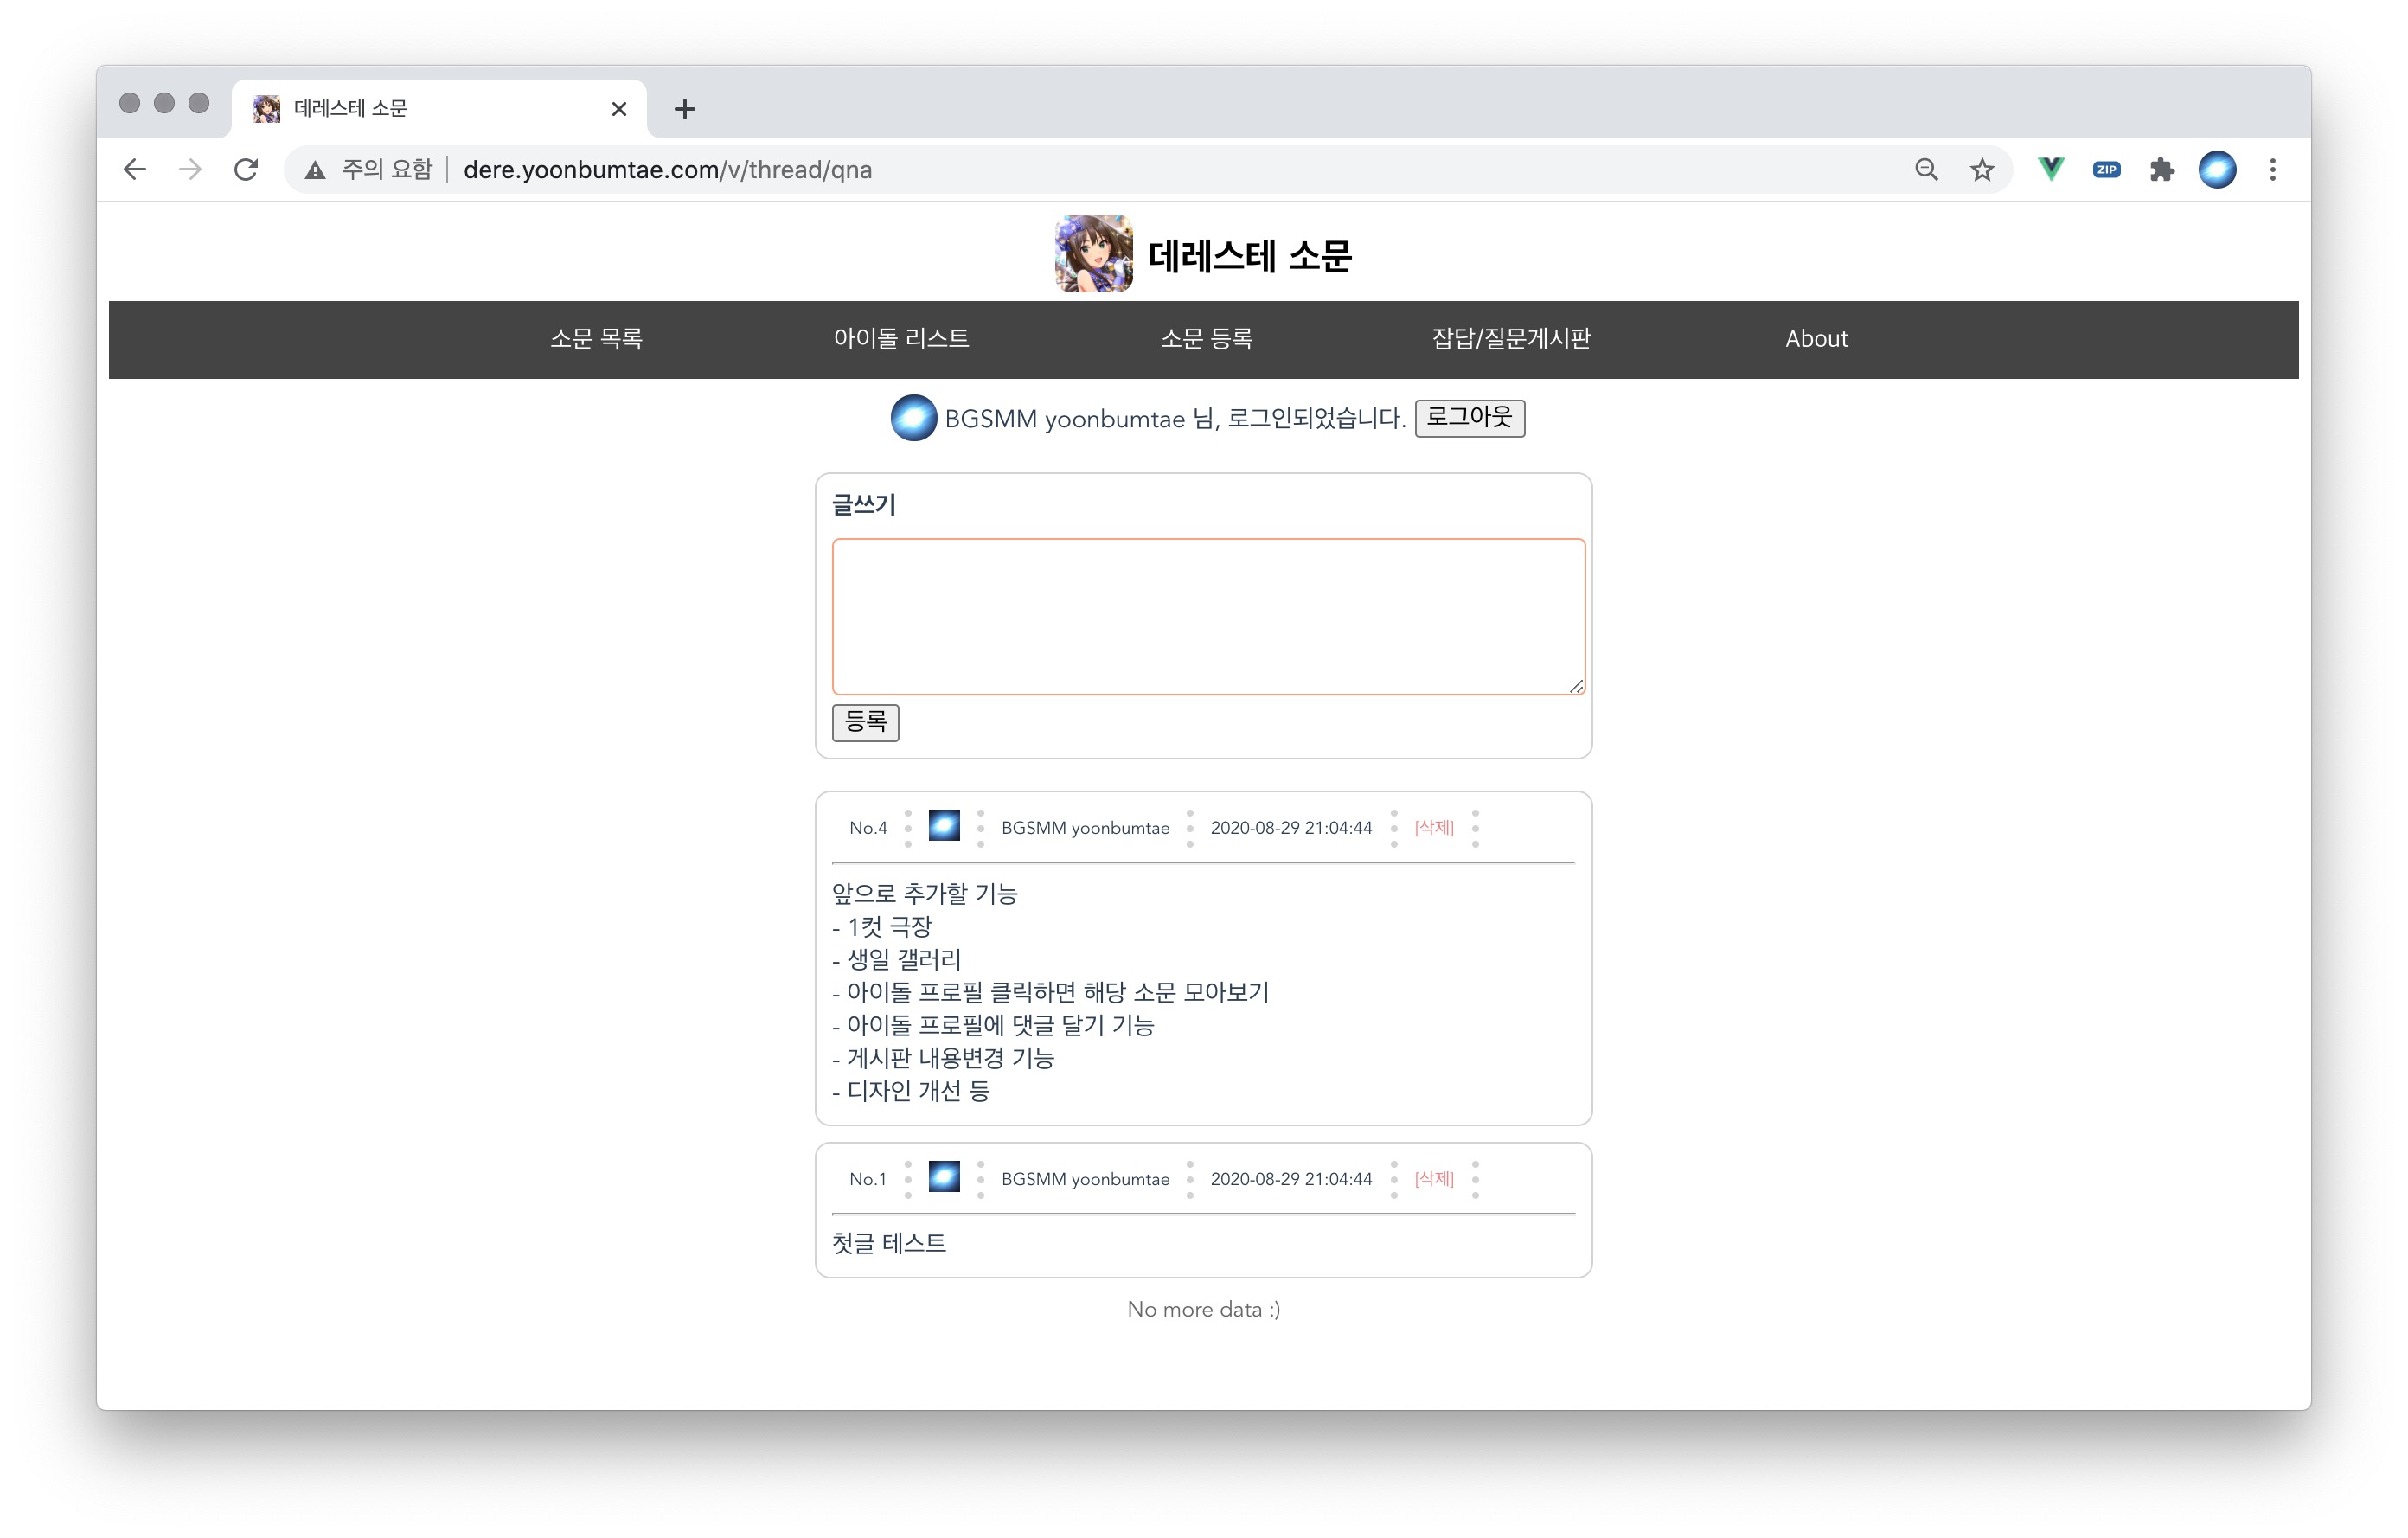 데레스테 소문
주의 요함 dere.yoonbumtae.com/v/thread/qna
ZIP
데레스테 소문
소문 목록 아이돌 리스트 소문 등록 잡답/질문게시판 About
BGSMM yoonbumtae 님, 로그인되었습니다. 로그아웃
글쓰기
등록
No.4 BGSMM yoonbumtae 2020-08-29 21:04:44 [삭제]
앞으로 추가할 기능
- 1컷 극장
- 생일 갤러리
- 아이돌 프로필 클릭하면 해당 소문 모아보기
- 아이돌 프로필에 댓글 달기 기능
- 게시판 내용변경 기능
- 디자인 개선 등
No.1 BGSMM yoonbumtae 2020-08-29 21:04:44 [삭제]
첫글 테스트
No more data :)